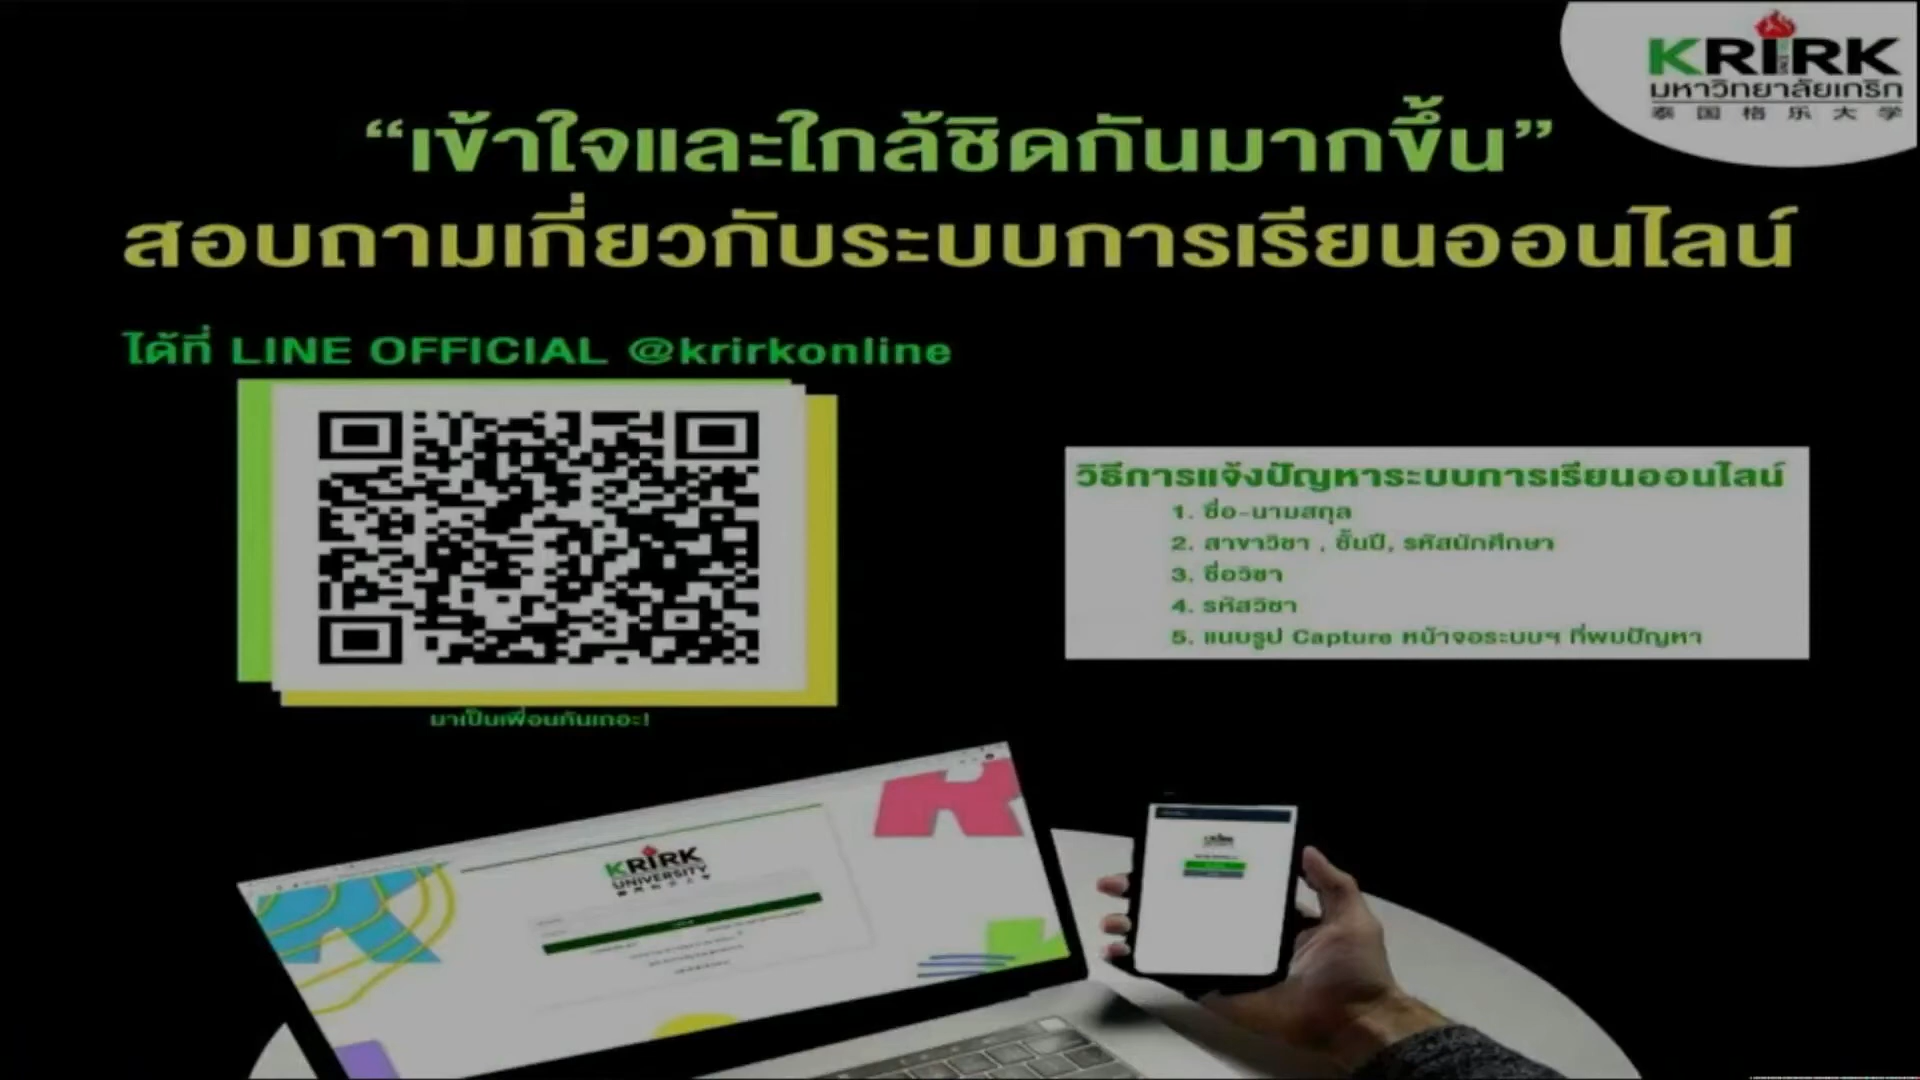 KRIRK
มหาวิทยาลัยเกริก
泰国格乐大学
“เข้าใจและใกล้ชิดกันมากขึ้น”
สอบถามเกี่ยวกับระบบการเรียนออนไลน์
ได้ที่ LINE OFFICIAL @krirkonline
วิธีการแจ้งปัญหาระบบการเรียนออนไลน์
1. ชื่อ-นามสกุล
2. สาขาวิชา , ชั้นปี, รหัสนักศึกษา
3. ชื่อวิชา
4. รหัสวิชา
5. แนบรูป Capture หน้าจอระบบฯ ที่พบปัญหา
มาเป็นเพื่อนกันเถอะ!
KRIRK
UNIVERSITY